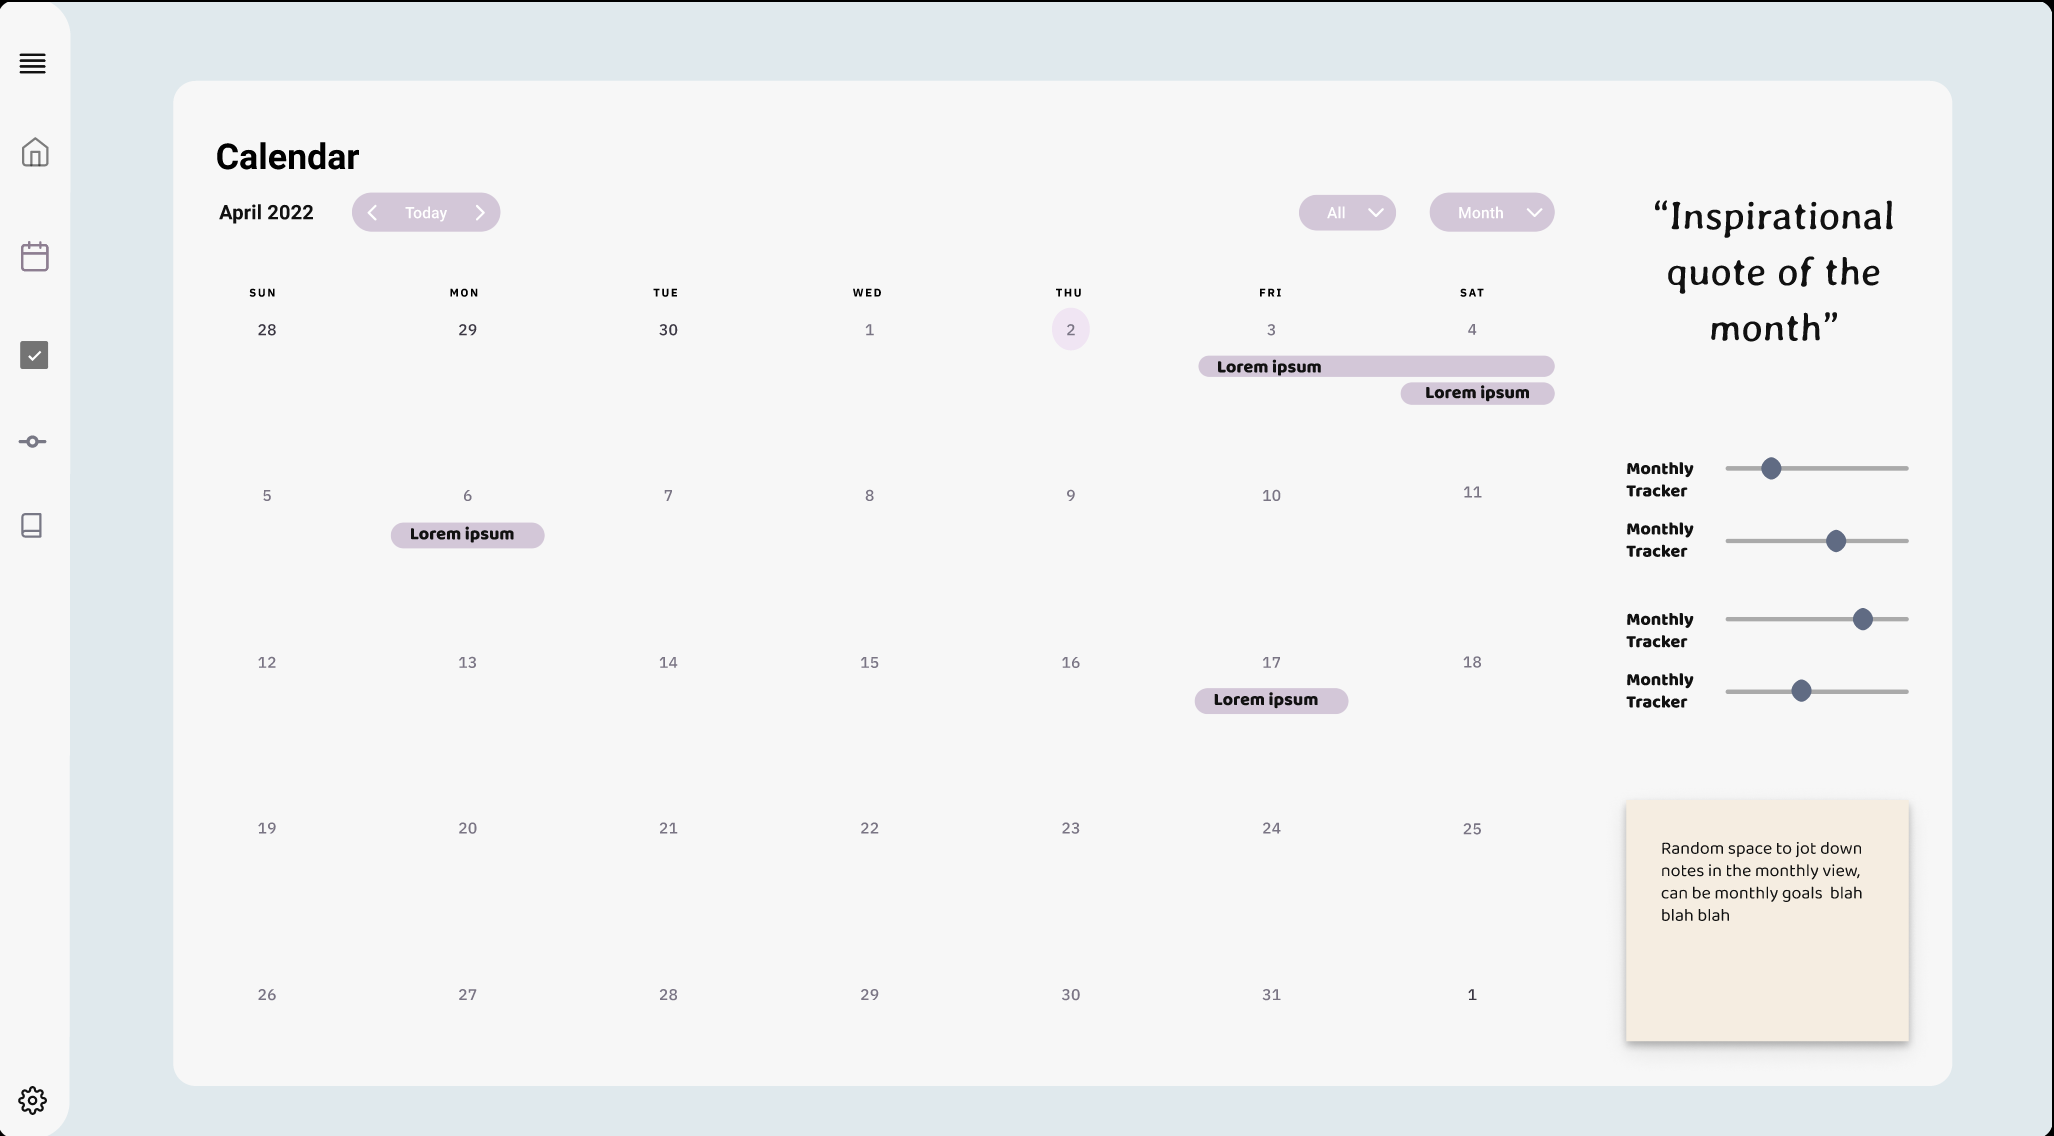 Calendar
April 2022
Today
All
Month
SUN MON TUE WED THU FRI SAT
28 29 30 1 2 3 4
Lorem ipsum
Lorem ipsum
5 6 7 8 9 10 11
Lorem ipsum
12 13 14 15 16 17 18
Lorem ipsum
19 20 21 22 23 24 25
26 27 28 29 30 31 1
“Inspirational
quote of the
month”
Monthly
Tracker
Monthly
Tracker
Monthly
Tracker
Monthly
Tracker
Random space to jot down
notes in the monthly view,
can be monthly goals  blah
blah blah